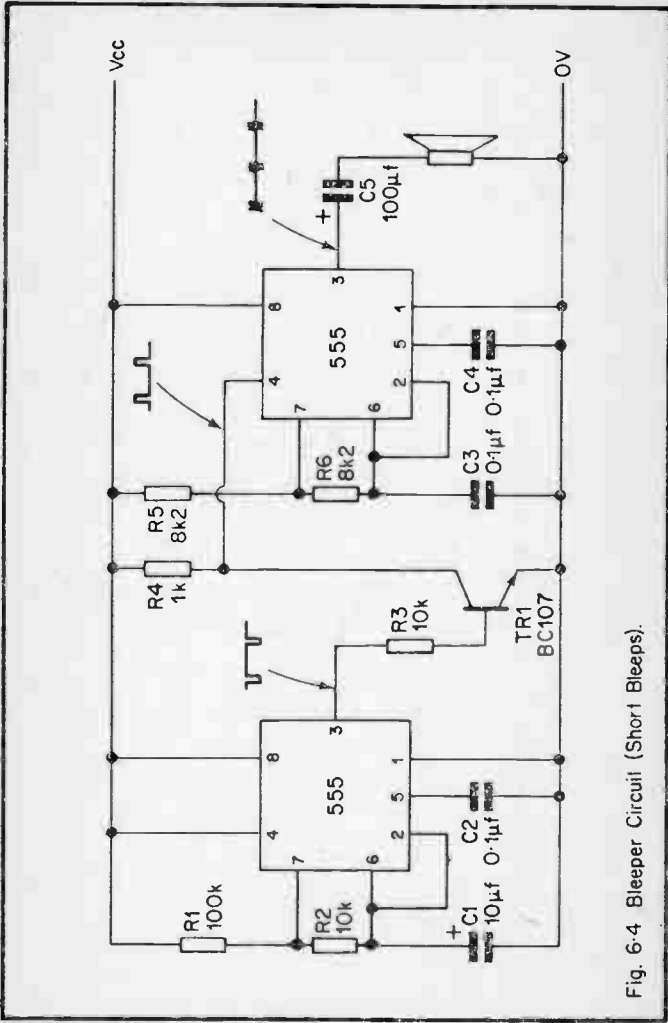 Vcc
R5
8k2
R4
1k
R1
100k
4
8
7
555
3
R2
10k
6
2
5
1
C1
+
10μf
C2
0·1μf
R3
10k
TR1
BC107
4
8
7
555
3
R6
8k2
6
2
5
1
C3
0·1μf
C4
0·1μf
+
C5
100μf
0V
Fig. 6·4 Bleeper Circuit (Short Bleeps).